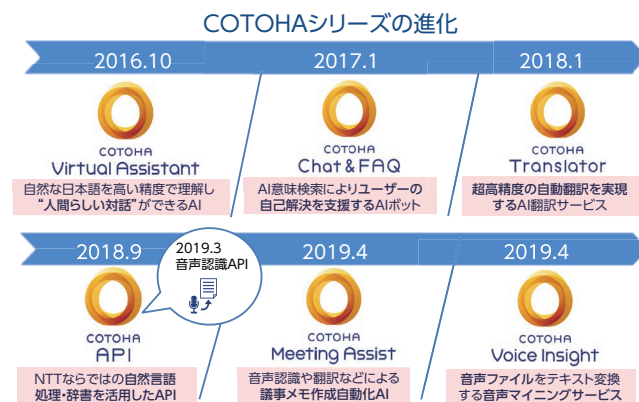 COTOHAシリーズの進化
2016.10
2017.1
2018.1
COTOHA
Virtual Assistant
自然な日本語を高い精度で理解し
“人間らしい対話”ができるAI
COTOHA
Chat & FAQ
AI意味検索によりユーザーの
自己解決を支援するAIボット
COTOHA
Translator
超高精度の自動翻訳を実現
するAI翻訳サービス
2018.9
2019.3
音声認識API
2019.4
2019.4
COTOHA
API
NTTならではの自然言語
処理・辞書を活用したAPI
COTOHA
Meeting Assist
音声認識や翻訳などによる
議事メモ作成自動化AI
COTOHA
Voice Insight
音声ファイルをテキスト変換
する音声マイニングサービス